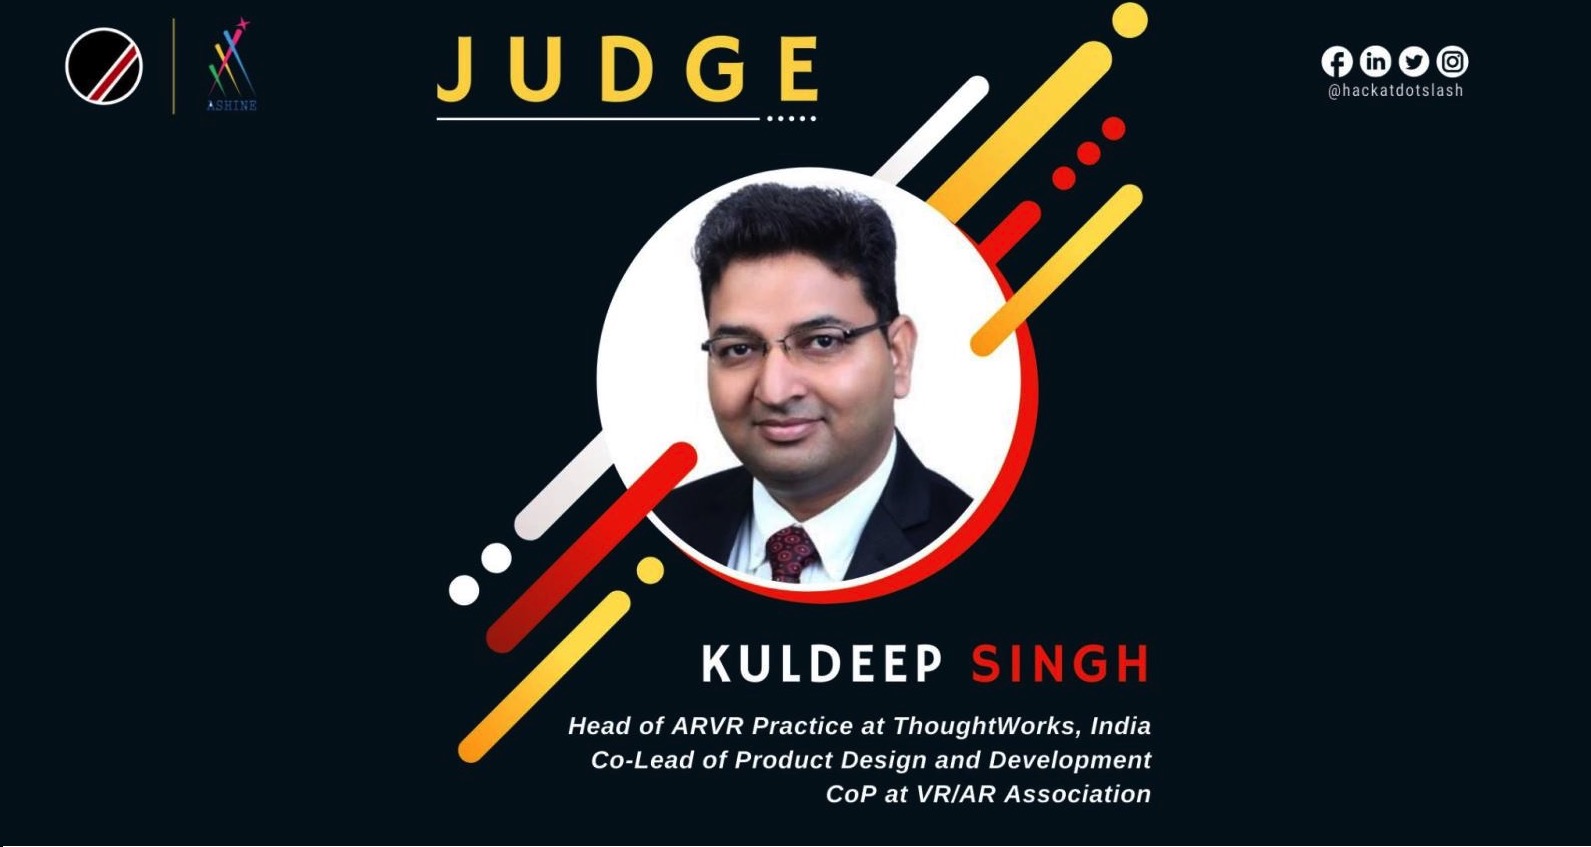 ASHINE
JUDGE
@hackatdotslash
KULDEEP SINGH
Head of ARVR Practice at ThoughtWorks, India
Co-Lead of Product Design and Development
CoP at VR/AR Association